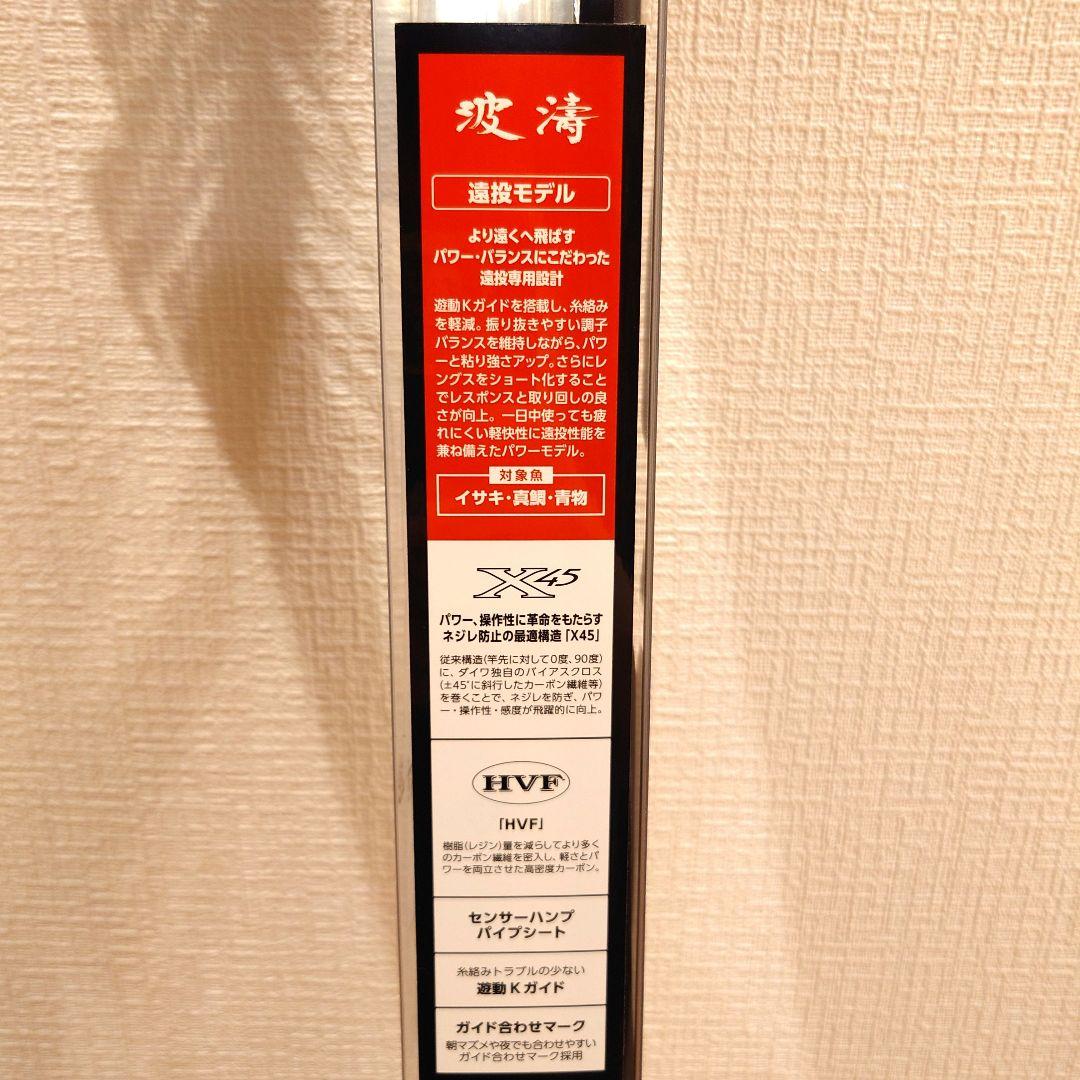 波濤
遠投モデル
より遠くへ飛ばす
パワー・バランスにこだわった
遠投専用設計
遊動Kガイドを搭載し、糸絡み
を軽減。振り抜きやすい調子
バランスを維持しながら、パワ
ーと粘り強さアップ。さらにレ
ングスをショート化すること
でレスポンスと取り回しの良
さが向上。一日中使っても疲
れにくい軽快性に遠投性能を
兼ね備えたパワーモデル。
対象魚
イサキ・真鯛・青物
X45
パワー、操作性に革命をもたらす
ネジレ防止の最適構造「X45」
従来構造(竿先に対して0度、90度)
に、ダイワ独自のバイアスクロス
(±45°に斜行したカーボン繊維等)
を巻くことで、ネジレを防ぎ、パワ
ー・操作性・感度が飛躍的に向上。
HVF
「HVF」
樹脂(レジン)量を減らしてより多く
のカーボン繊維を密入し、軽さとパ
ワーを両立させた高密度カーボン。
センサーハンプ
パイプシート
糸絡みトラブルの少ない
遊動Kガイド
ガイド合わせマーク
朝マズメや夜でも合わせやすい
ガイド合わせマーク採用